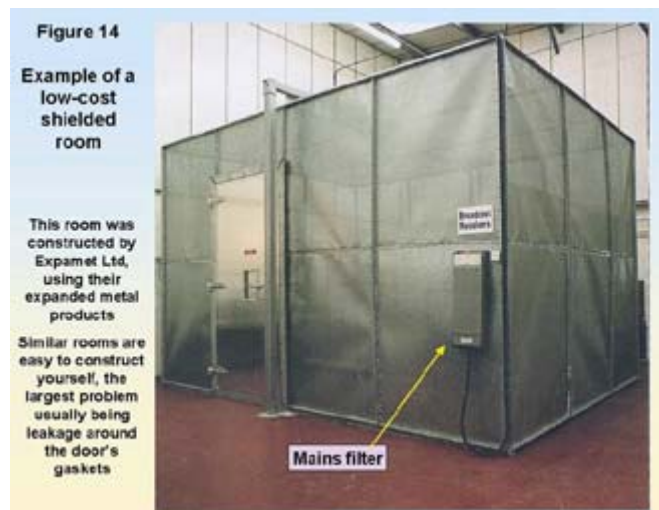 Figure 14
Example of a
low-cost
shielded
room
This room was
constructed by
Expamet Ltd,
using their
expanded metal
products
Similar rooms are
easy to construct
yourself, the
largest problem
usually being
leakage around
the door's
gaskets
Mains filter